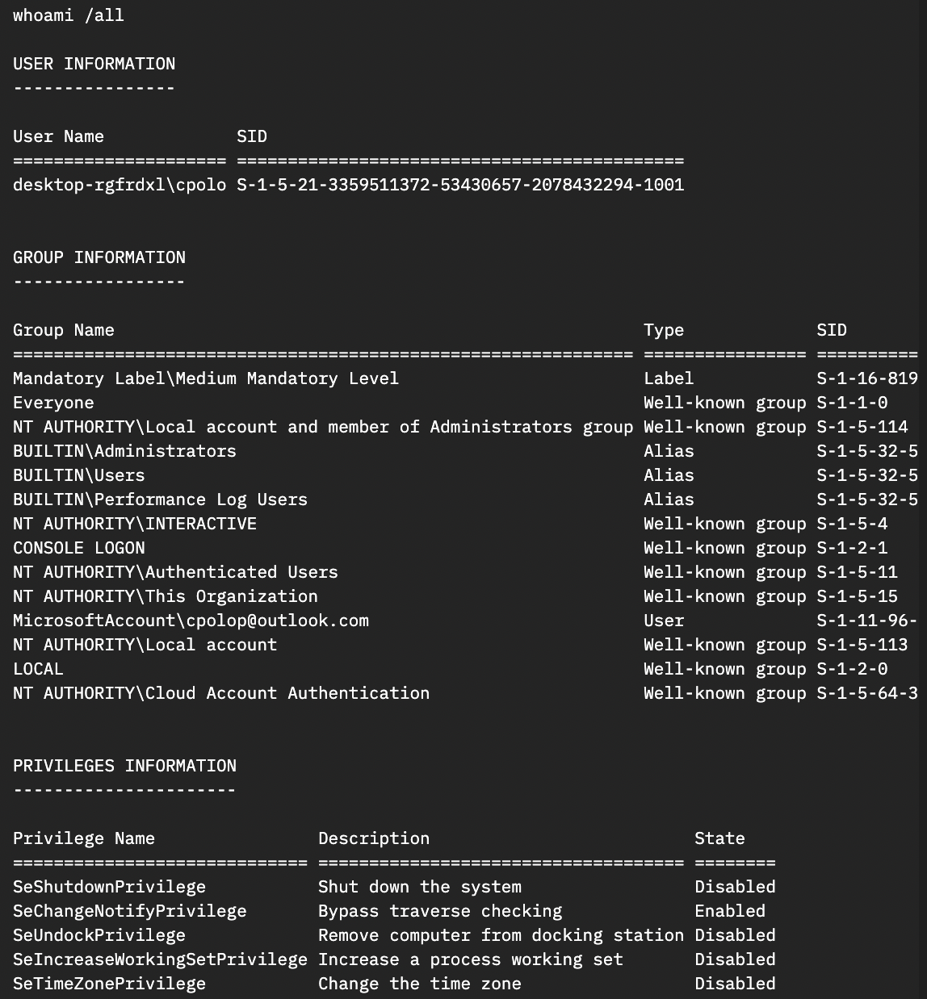 whoami /all
USER INFORMATION
----------------
User Name             SID
===================== ============================================
desktop-rgfrdxl\cpolo S-1-5-21-3359511372-53430657-2078432294-1001
GROUP INFORMATION
-----------------
Group Name                                                    Type             SID
============================================================= ================ ==========
Mandatory Label\Medium Mandatory Level                        Label            S-1-16-819
Everyone                                                      Well-known group S-1-1-0
NT AUTHORITY\Local account and member of Administrators group Well-known group S-1-5-114
BUILTIN\Administrators                                        Alias            S-1-5-32-5
BUILTIN\Users                                                 Alias            S-1-5-32-5
BUILTIN\Performance Log Users                                 Alias            S-1-5-32-5
NT AUTHORITY\INTERACTIVE                                      Well-known group S-1-5-4
CONSOLE LOGON                                                 Well-known group S-1-2-1
NT AUTHORITY\Authenticated Users                              Well-known group S-1-5-11
NT AUTHORITY\This Organization                                Well-known group S-1-5-15
MicrosoftAccount\cpolop@outlook.com                           User             S-1-11-96-
NT AUTHORITY\Local account                                    Well-known group S-1-5-113
LOCAL                                                         Well-known group S-1-2-0
NT AUTHORITY\Cloud Account Authentication                     Well-known group S-1-5-64-3
PRIVILEGES INFORMATION
----------------------
Privilege Name                Description                          State
============================= ==================================== ========
SeShutdownPrivilege           Shut down the system                 Disabled
SeChangeNotifyPrivilege       Bypass traverse checking             Enabled
SeUndockPrivilege             Remove computer from docking station Disabled
SeIncreaseWorkingSetPrivilege Increase a process working set       Disabled
SeTimeZonePrivilege           Change the time zone                 Disabled